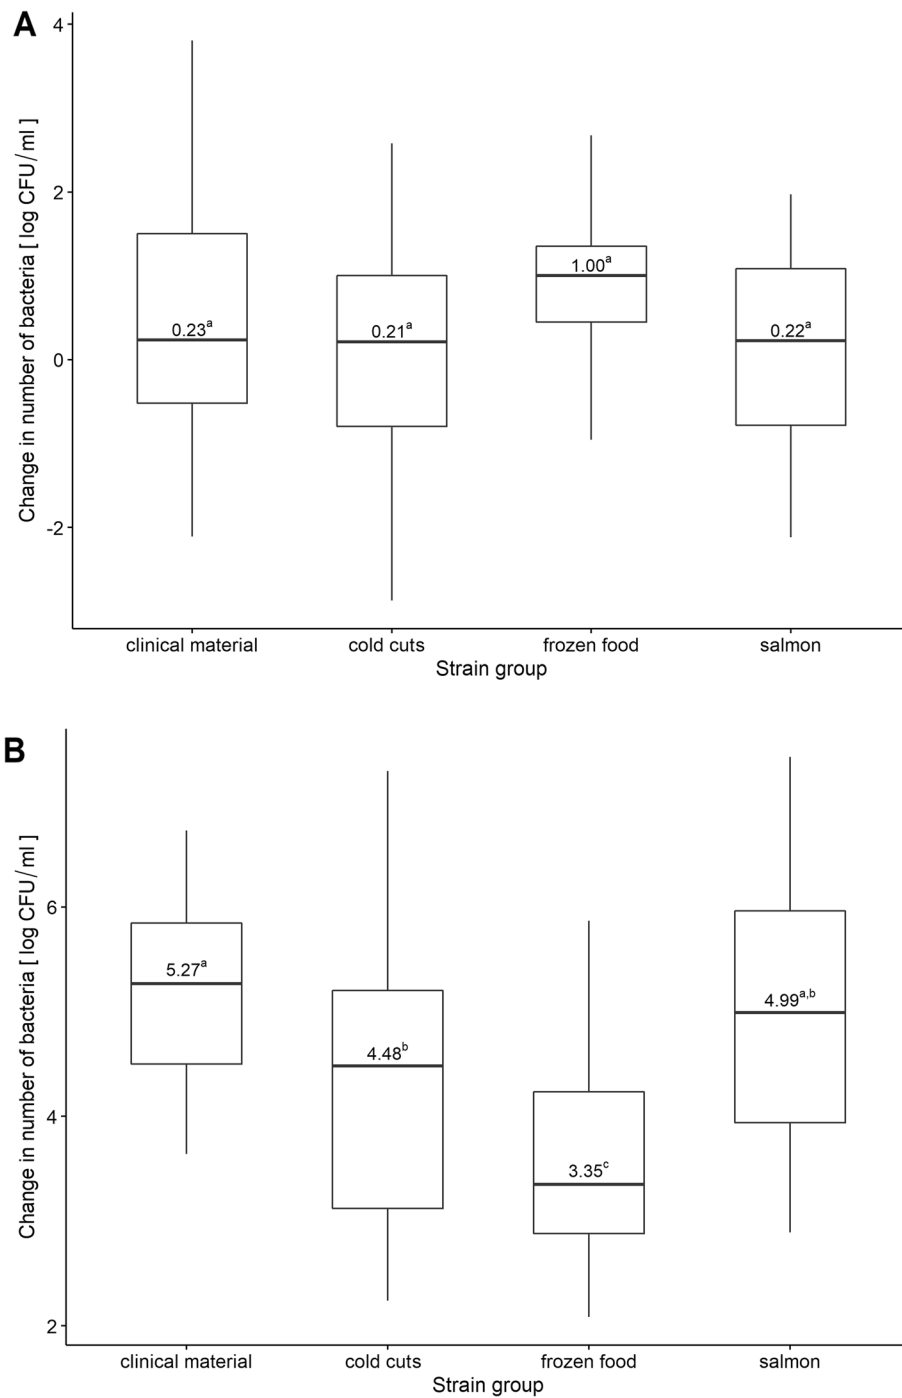 A
Change in number of bacteria [ log CFU/ml ]
4
2
0
-2
0.23a
0.21a
1.00a
0.22a
clinical material
cold cuts
frozen food
salmon
Strain group
B
Change in number of bacteria [ log CFU/ml ]
6
4
2
5.27a
4.48b
3.35c
4.99a,b
clinical material
cold cuts
frozen food
salmon
Strain group